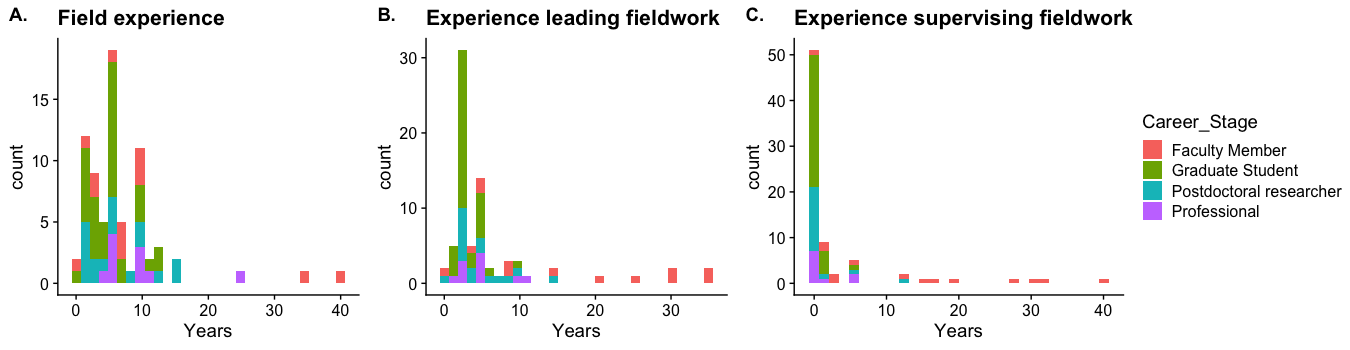 A. Field experience
count
15
10
5
0
0 10 20 30 40
Years
B. Experience leading fieldwork
count
30
20
10
0
0 10 20 30
Years
C. Experience supervising fieldwork
count
50
40
30
20
10
0
0 10 20 30 40
Years
Career_Stage
Faculty Member
Graduate Student
Postdoctoral researcher
Professional